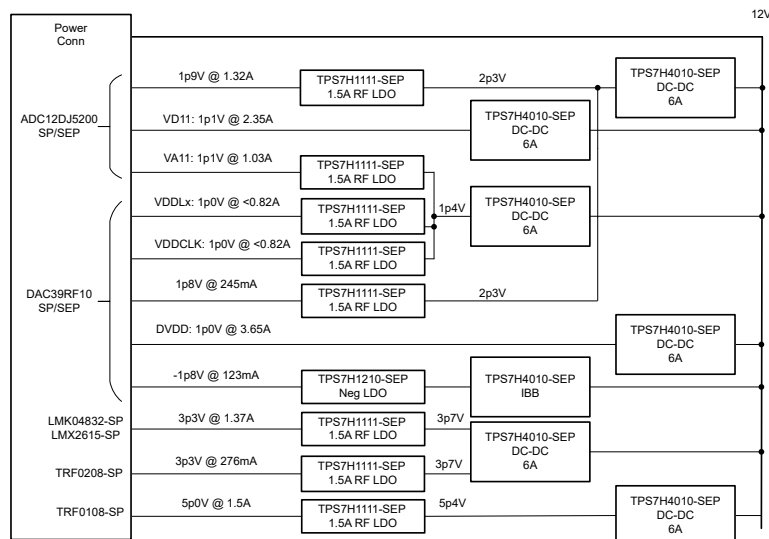 12V
Power
Conn
1p9V @ 1.32A
TPS7H1111-SEP
1.5A RF LDO
2p3V
TPS7H4010-SEP
DC-DC
6A
ADC12DJ5200
SP/SEP
VD11: 1p1V @ 2.35A
TPS7H4010-SEP
DC-DC
6A
VA11: 1p1V @ 1.03A
TPS7H1111-SEP
1.5A RF LDO
VDDLx: 1p0V @ <0.82A
TPS7H1111-SEP
1.5A RF LDO
1p4V
TPS7H4010-SEP
DC-DC
6A
VDDCLK: 1p0V @ <0.82A
TPS7H1111-SEP
1.5A RF LDO
DAC39RF10
SP/SEP
1p8V @ 245mA
TPS7H1111-SEP
1.5A RF LDO
2p3V
DVDD: 1p0V @ 3.65A
TPS7H4010-SEP
DC-DC
6A
-1p8V @ 123mA
TPS7H1210-SEP
Neg LDO
TPS7H4010-SEP
IBB
LMK04832-SP
LMX2615-SP
3p3V @ 1.37A
TPS7H1111-SEP
1.5A RF LDO
3p7V
TPS7H4010-SEP
DC-DC
6A
TRF0208-SP
3p3V @ 276mA
TPS7H1111-SEP
1.5A RF LDO
3p7V
TRF0108-SP
5p0V @ 1.5A
TPS7H1111-SEP
1.5A RF LDO
5p4V
TPS7H4010-SEP
DC-DC
6A